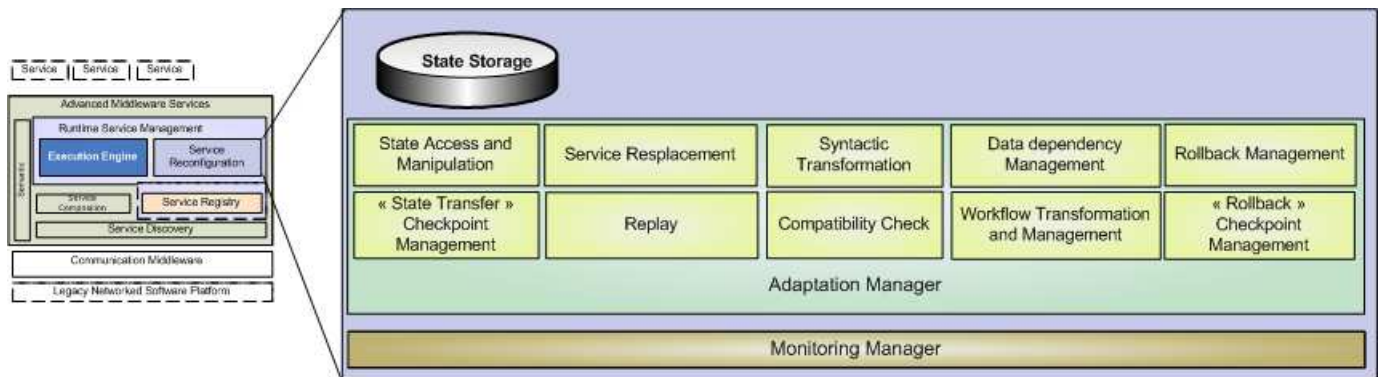 Service Service Service
Advanced Middleware Services
Runtime Service Management
Execution Engine
Service
Reconfiguration
Service
Service Registry
Service Discovery
Communication Middleware
Legacy Networked Software Platform
State Storage
State Access and
Manipulation
Service Resplacement
Syntactic
Transformation
Data dependency
Management
Rollback Management
« State Transfer »
Checkpoint
Management
Replay
Compatibility Check
Workflow Transformation
and Management
« Rollback »
Checkpoint
Management
Adaptation Manager
Monitoring Manager